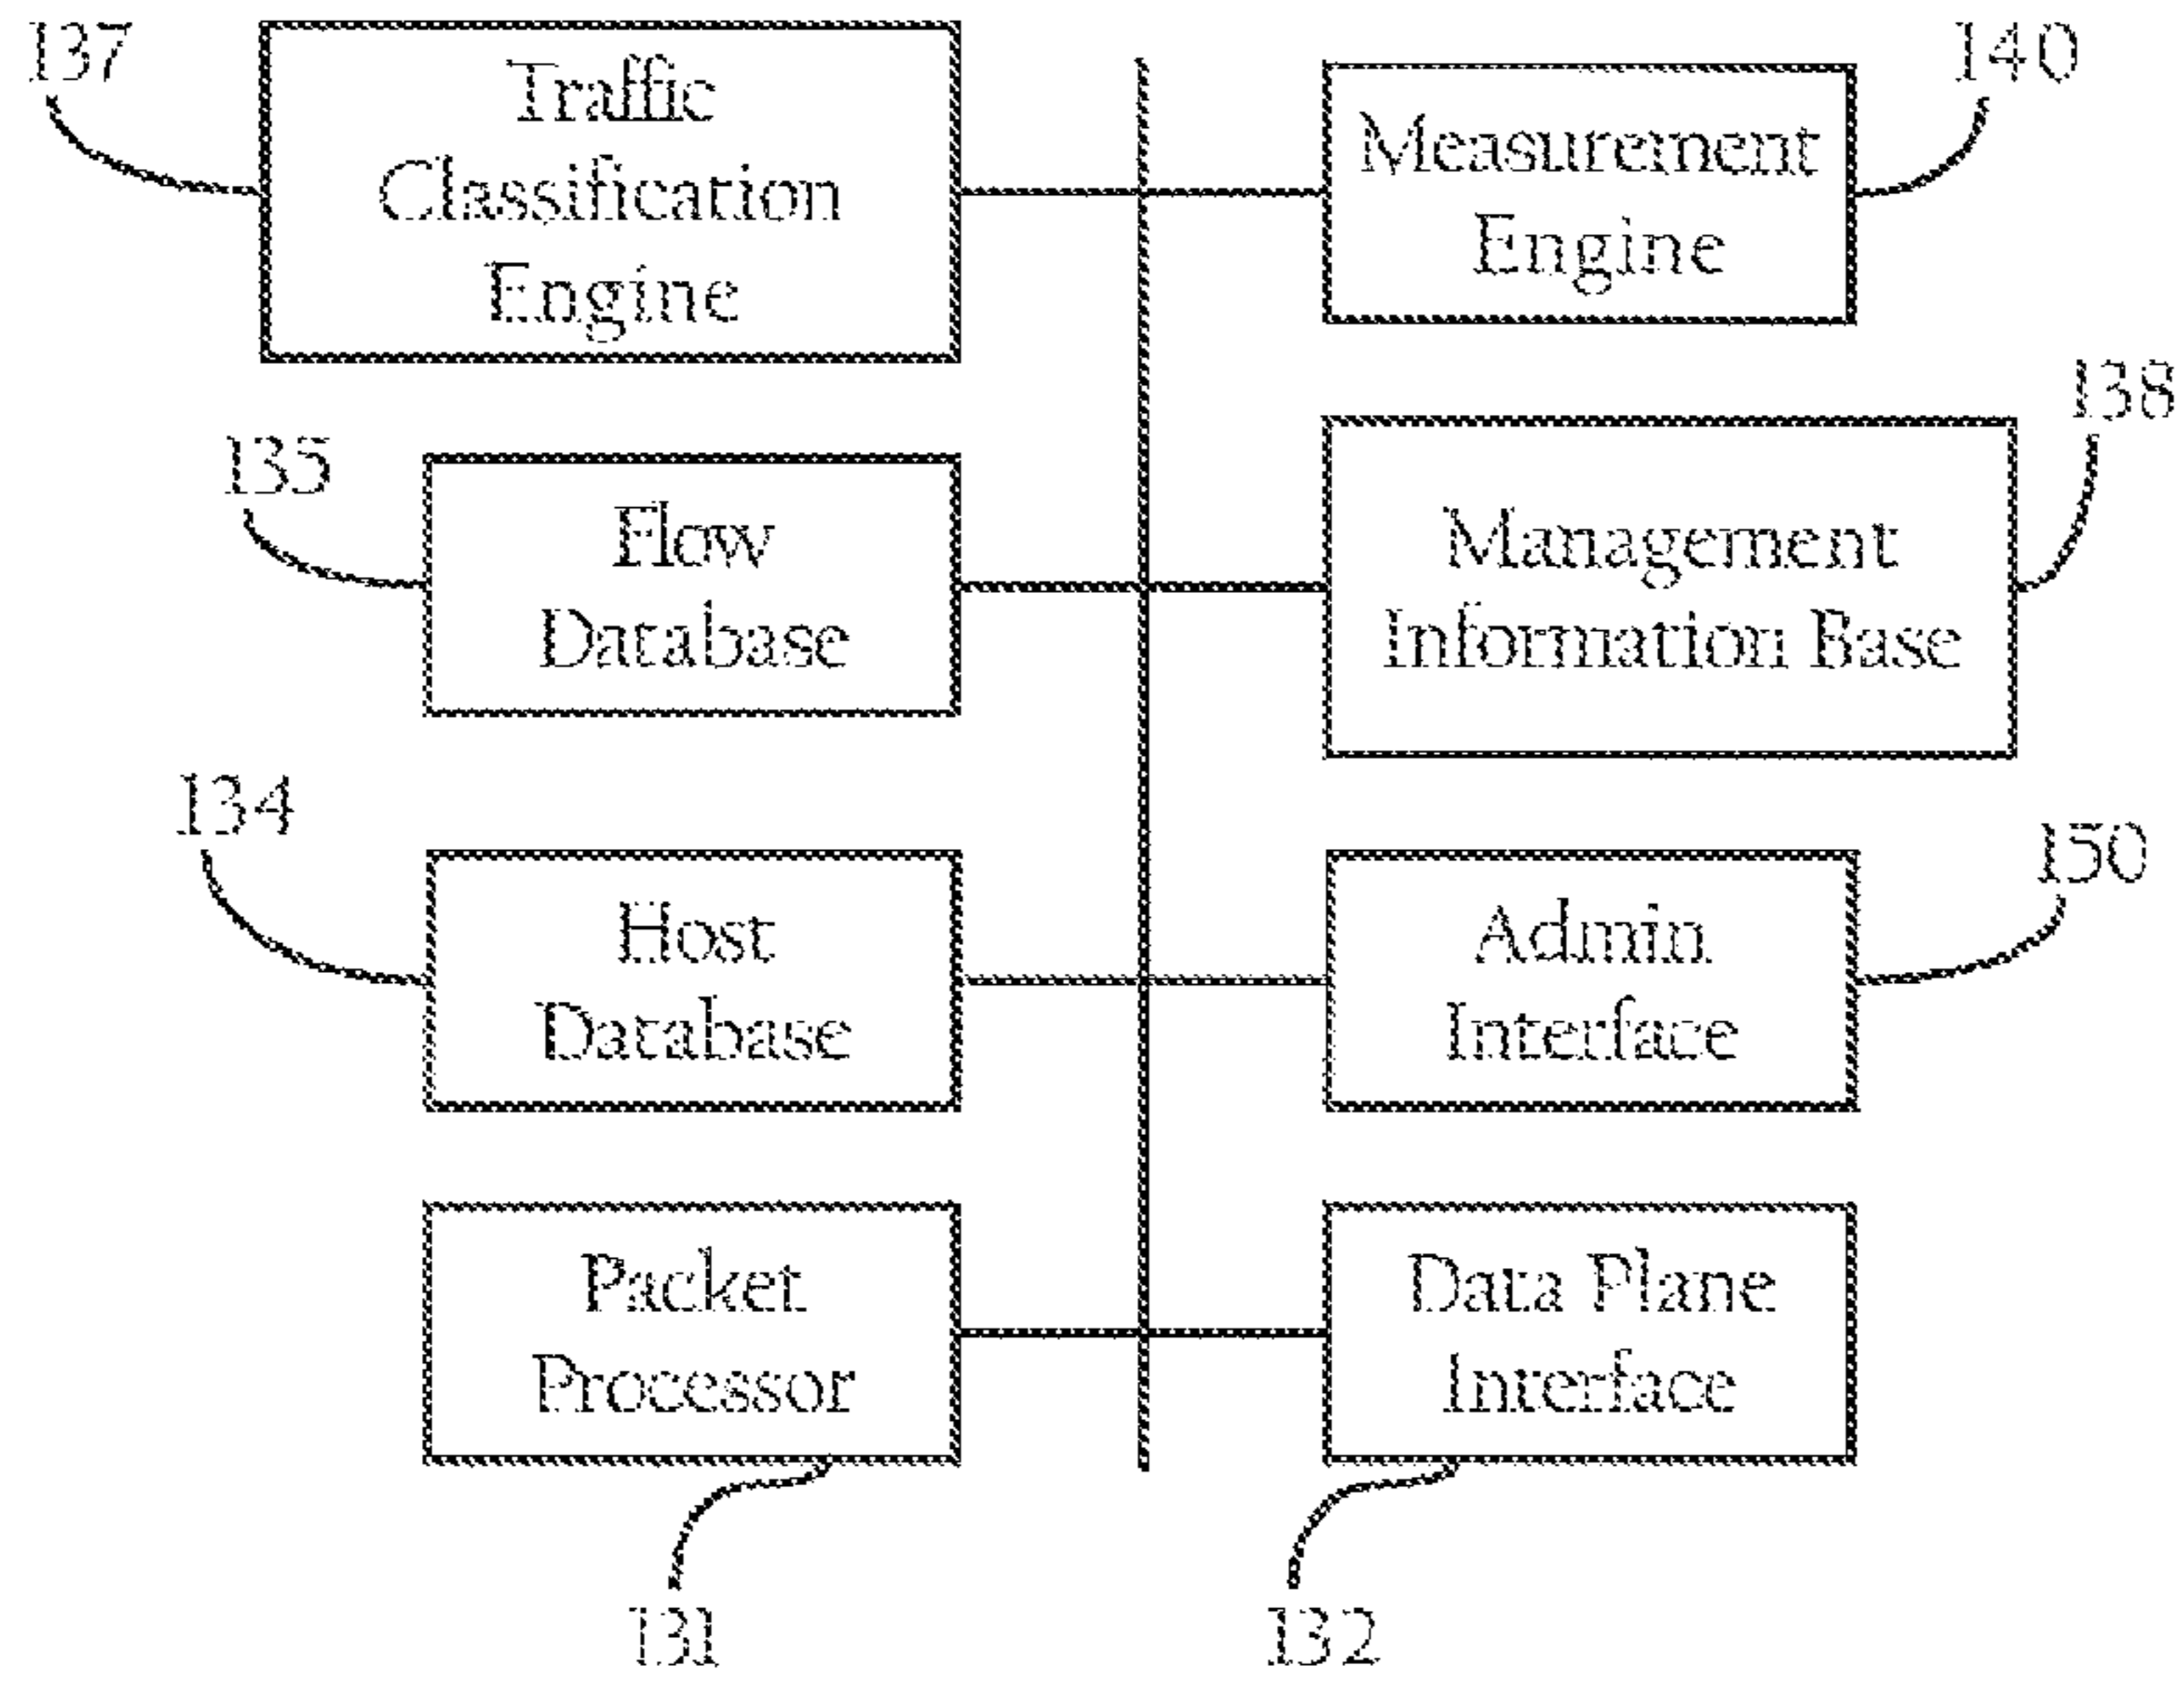 137
Traffic
Classification
Engine
140
Measurement
Engine
135
Flow
Database
138
Management
Information Base
134
Host
Database
150
Admin
Interface
Packet
Processor
131
Data Plane
Interface
132